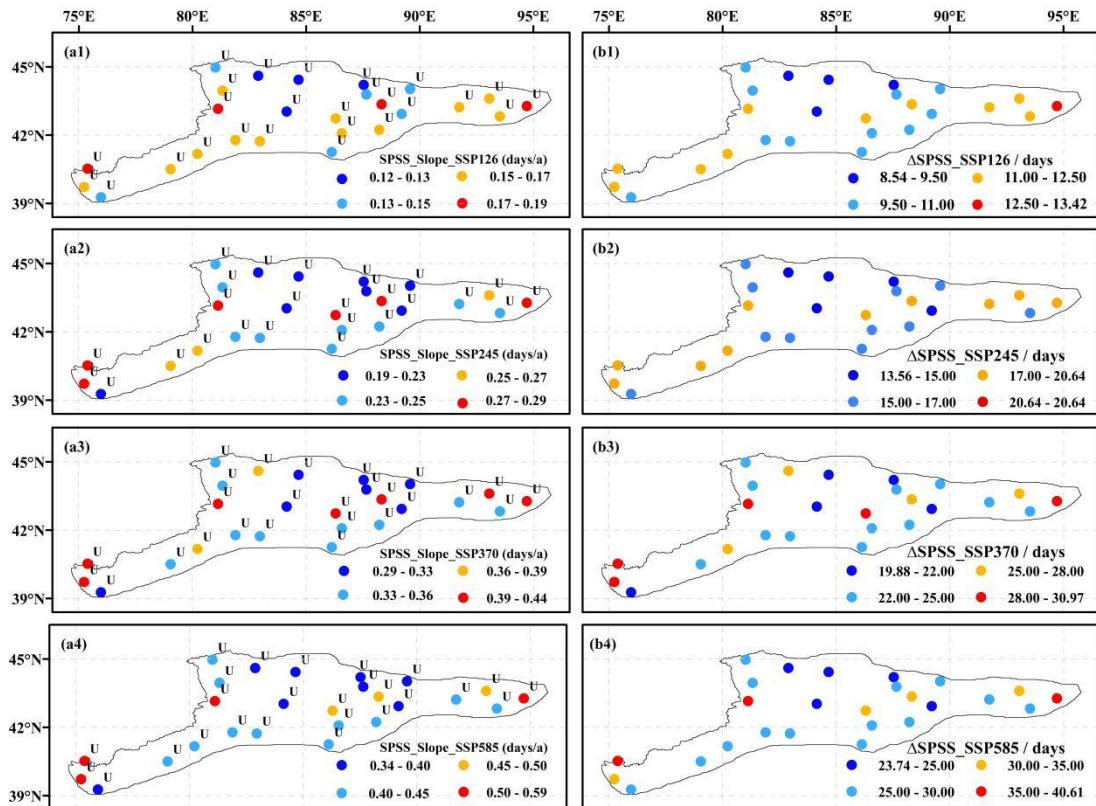 75°E 80°E 85°E 90°E 95°E 75°E 80°E 85°E 90°E 95°E
(a1)
45°N
42°N
39°N
U U U U U
U U U U U
U U U U U
U U U U U
U U U
U U
SPSS_Slope_SSP126 (days/a)
0.12 - 0.13 0.15 - 0.17
0.13 - 0.15 0.17 - 0.19
(b1)
ΔSPSS_SSP126 / days
8.54 - 9.50 11.00 - 12.50
9.50 - 11.00 12.50 - 13.42
(a2)
45°N
42°N
39°N
U U U U U
U U U U U
U U U U U
U U U U U
U U U
U U
SPSS_Slope_SSP245 (days/a)
0.19 - 0.23 0.25 - 0.27
0.23 - 0.25 0.27 - 0.29
(b2)
ΔSPSS_SSP245 / days
13.56 - 15.00 17.00 - 20.64
15.00 - 17.00 20.64 - 20.64
(a3)
45°N
42°N
39°N
U U U U U
U U U U U
U U U U U
U U U U U
U U U
U U
SPSS_Slope_SSP370 (days/a)
0.29 - 0.33 0.36 - 0.39
0.33 - 0.36 0.39 - 0.44
(b3)
ΔSPSS_SSP370 / days
19.88 - 22.00 25.00 - 28.00
22.00 - 25.00 28.00 - 30.97
(a4)
45°N
42°N
39°N
U U U U U
U U U U U
U U U U U
U U U U U
U U U
U U
SPSS_Slope_SSP585 (days/a)
0.34 - 0.40 0.45 - 0.50
0.40 - 0.45 0.50 - 0.59
(b4)
ΔSPSS_SSP585 / days
23.74 - 25.00 30.00 - 35.00
25.00 - 30.00 35.00 - 40.61